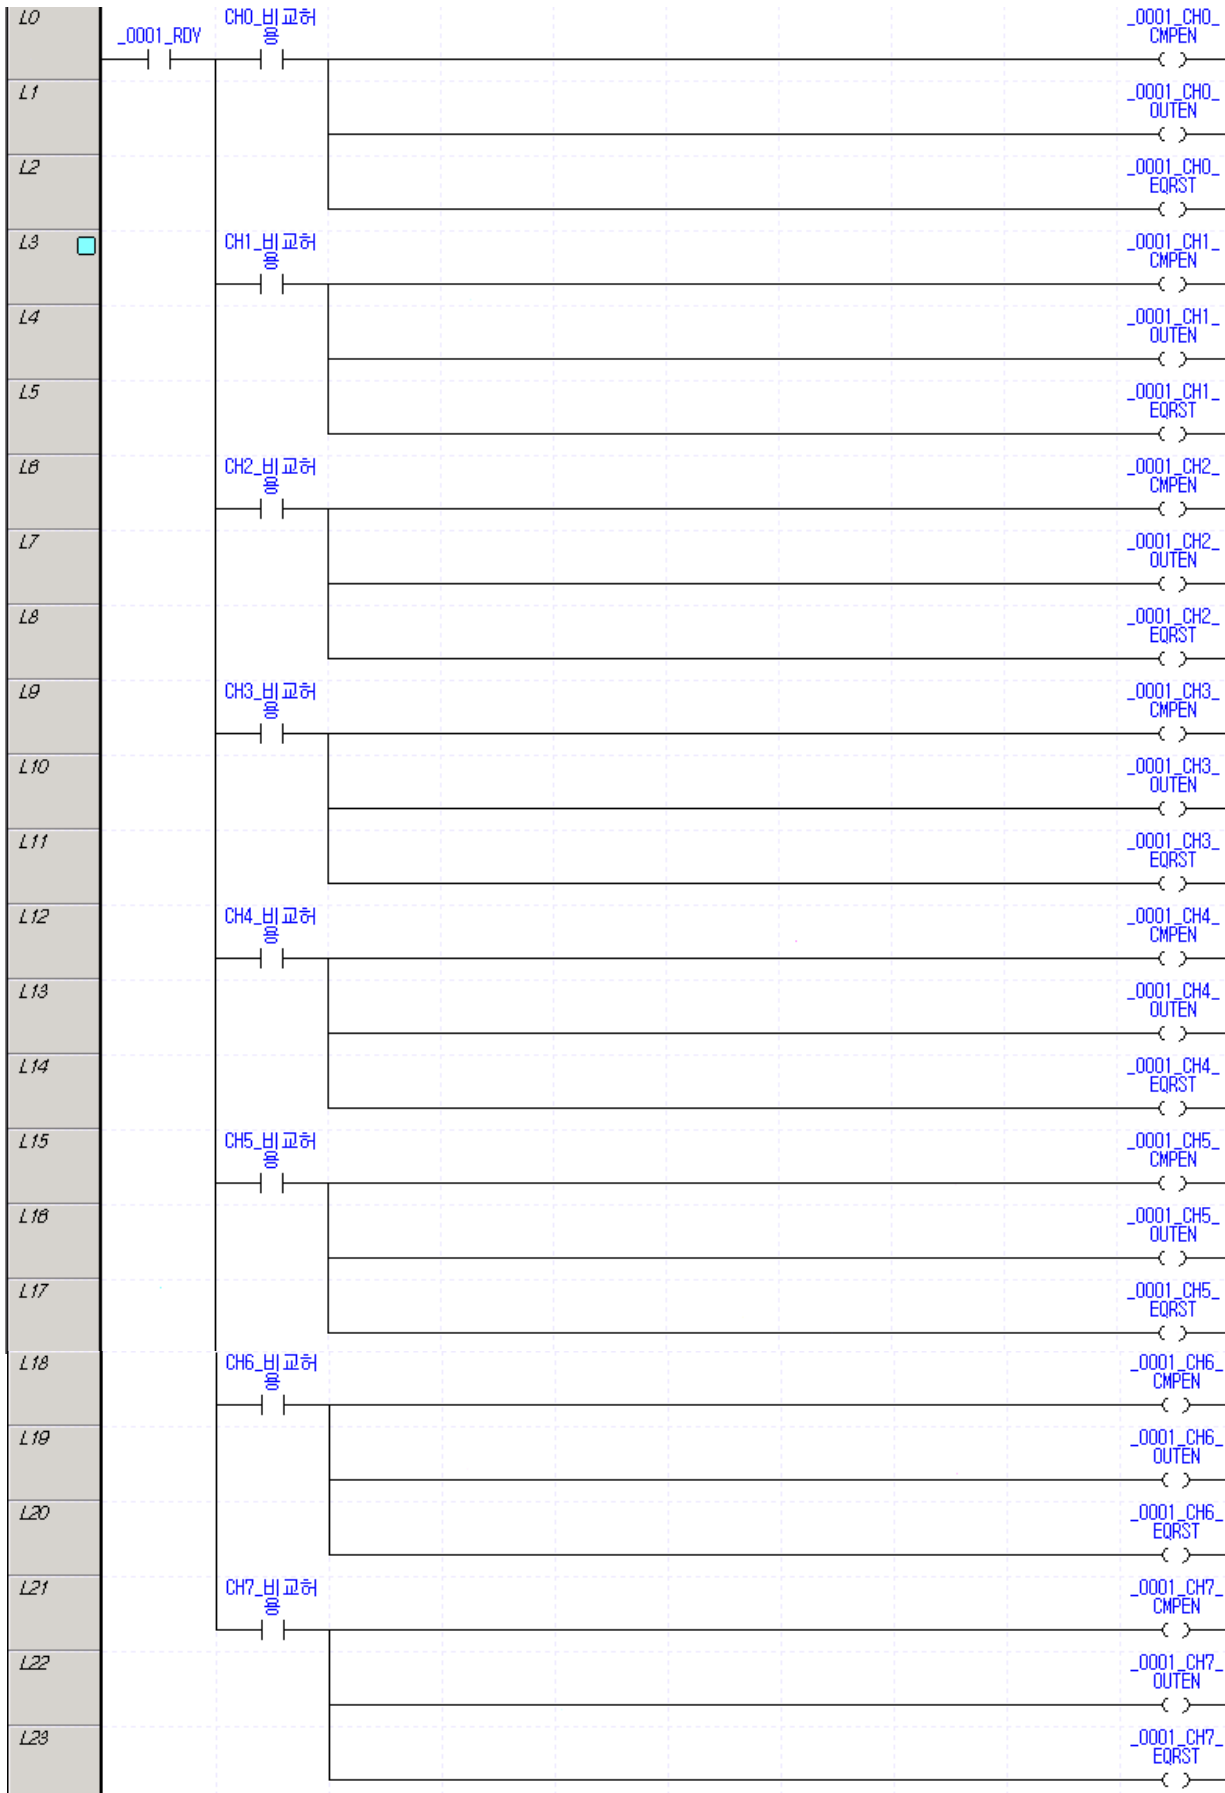 L0
_0001_RDY
CH0_비교허
용
_0001_CH0_
CMPEN
L1
_0001_CH0_
OUTEN
L2
_0001_CH0_
EQRST
L3
CH1_비교허
용
_0001_CH1_
CMPEN
L4
_0001_CH1_
OUTEN
L5
_0001_CH1_
EQRST
L6
CH2_비교허
용
_0001_CH2_
CMPEN
L7
_0001_CH2_
OUTEN
L8
_0001_CH2_
EQRST
L9
CH3_비교허
용
_0001_CH3_
CMPEN
L10
_0001_CH3_
OUTEN
L11
_0001_CH3_
EQRST
L12
CH4_비교허
용
_0001_CH4_
CMPEN
L13
_0001_CH4_
OUTEN
L14
_0001_CH4_
EQRST
L15
CH5_비교허
용
_0001_CH5_
CMPEN
L16
_0001_CH5_
OUTEN
L17
_0001_CH5_
EQRST
L18
CH6_비교허
용
_0001_CH6_
CMPEN
L19
_0001_CH6_
OUTEN
L20
_0001_CH6_
EQRST
L21
CH7_비교허
용
_0001_CH7_
CMPEN
L22
_0001_CH7_
OUTEN
L23
_0001_CH7_
EQRST